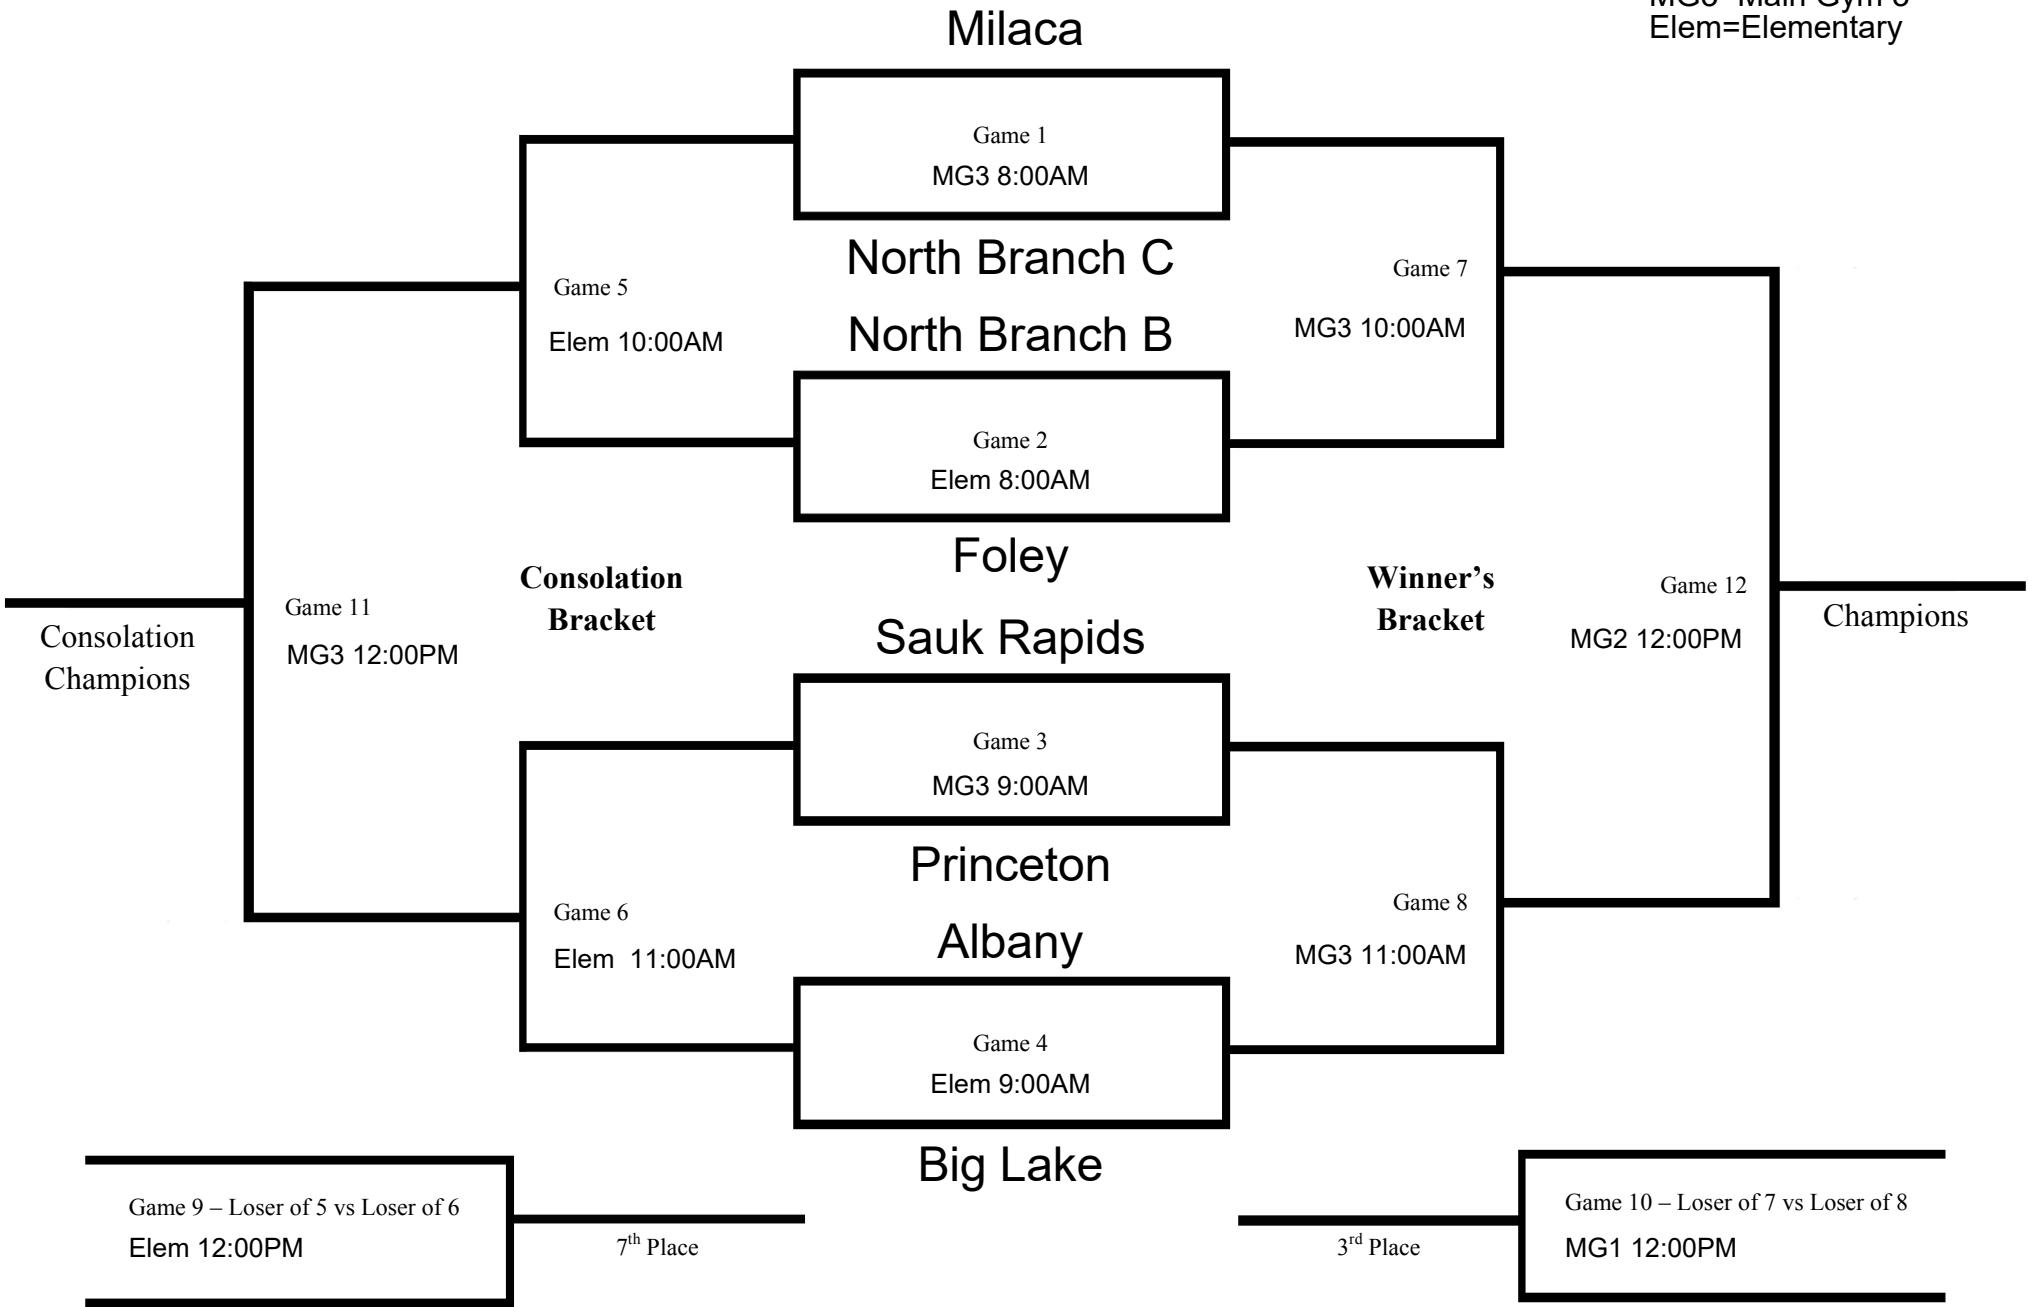 Elem=Elementary
Milaca
Game 1
MG3 8:00AM
North Branch C
Game 5
Elem 10:00AM
North Branch B
Game 7
MG3 10:00AM
Game 2
Elem 8:00AM
Foley
Consolation
Bracket
Winner’s
Bracket
Game 11
MG3 12:00PM
Consolation
Champions
Game 12
MG2 12:00PM
Champions
Sauk Rapids
Game 3
MG3 9:00AM
Princeton
Game 6
Elem  11:00AM
Albany
Game 8
MG3 11:00AM
Game 4
Elem 9:00AM
Big Lake
Game 9 – Loser of 5 vs Loser of 6
Elem 12:00PM
7th Place
3rd Place
Game 10 – Loser of 7 vs Loser of 8
MG1 12:00PM